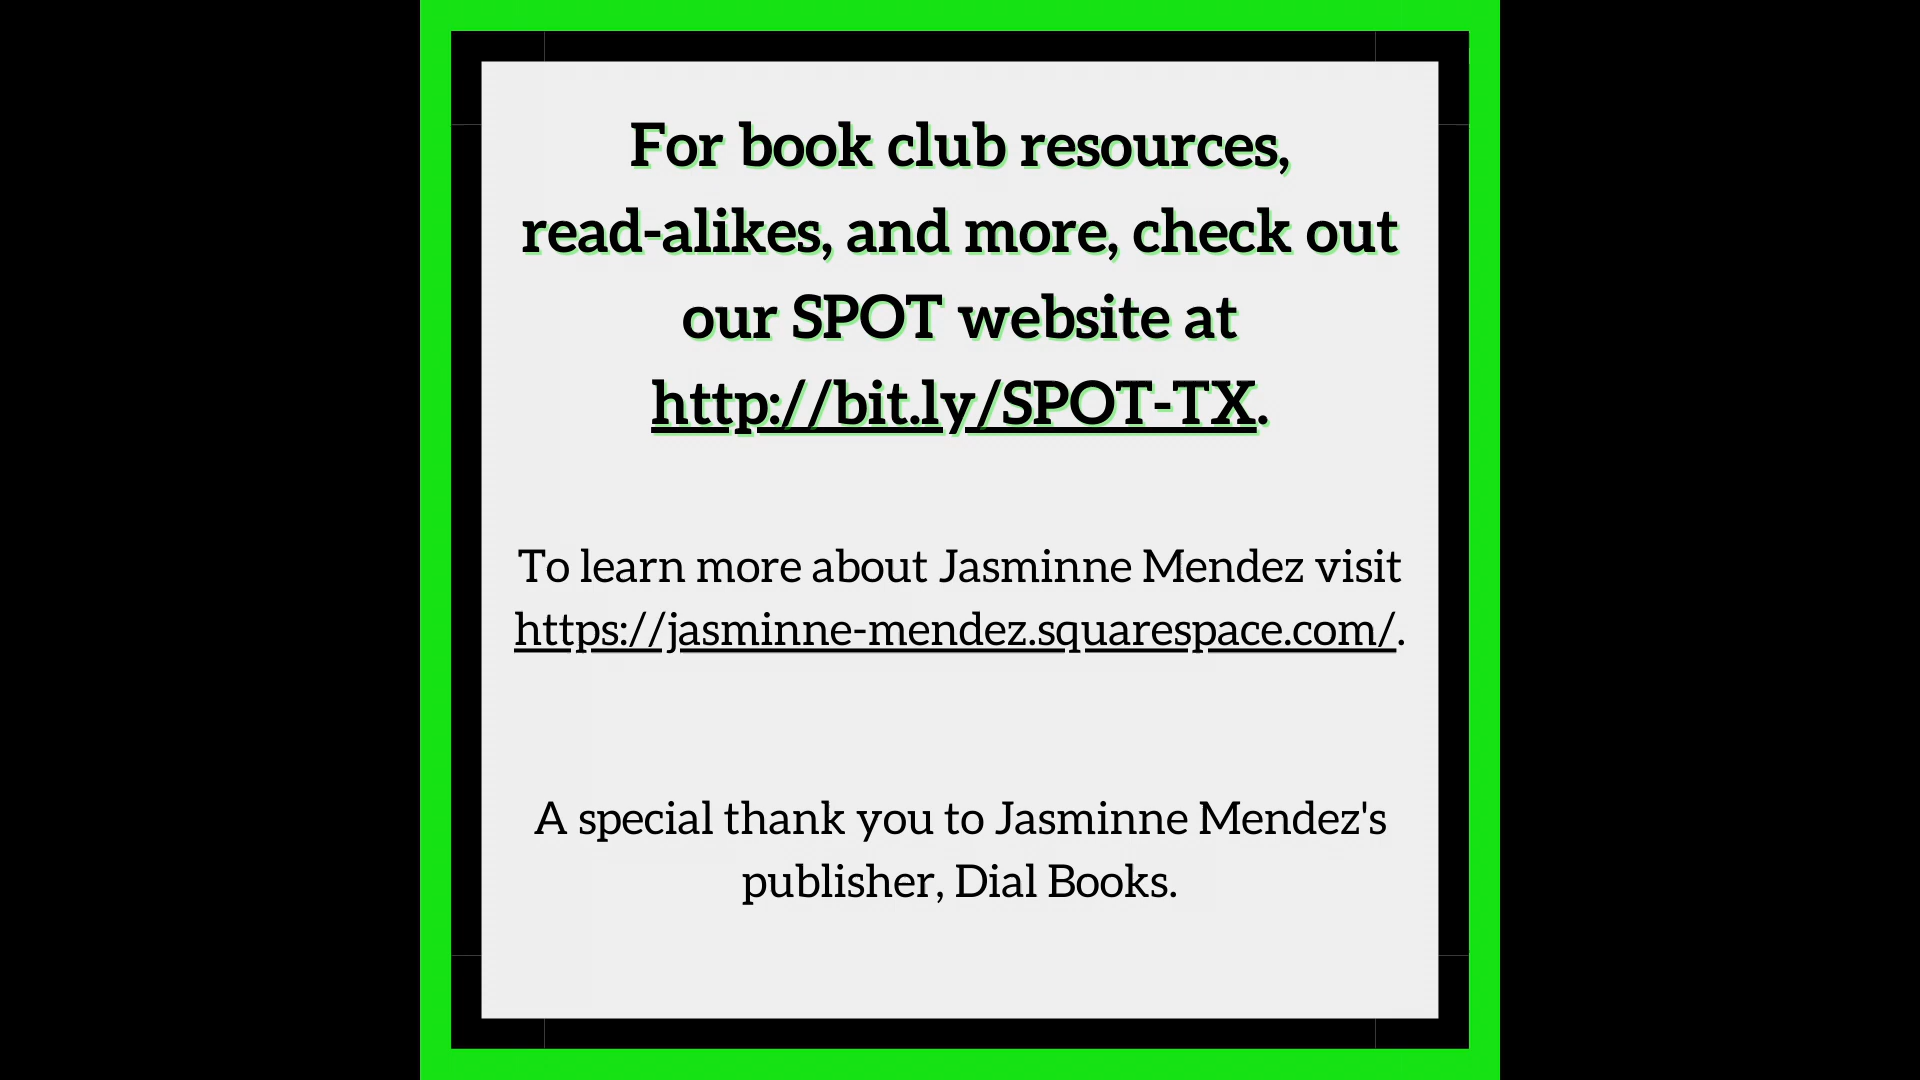 For book club resources,
read-alikes, and more, check out
our SPOT website at
http://bit.ly/SPOT-TX.
To learn more about Jasminne Mendez visit
https://jasminne-mendez.squarespace.com/.
A special thank you to Jasminne Mendez's
publisher, Dial Books.